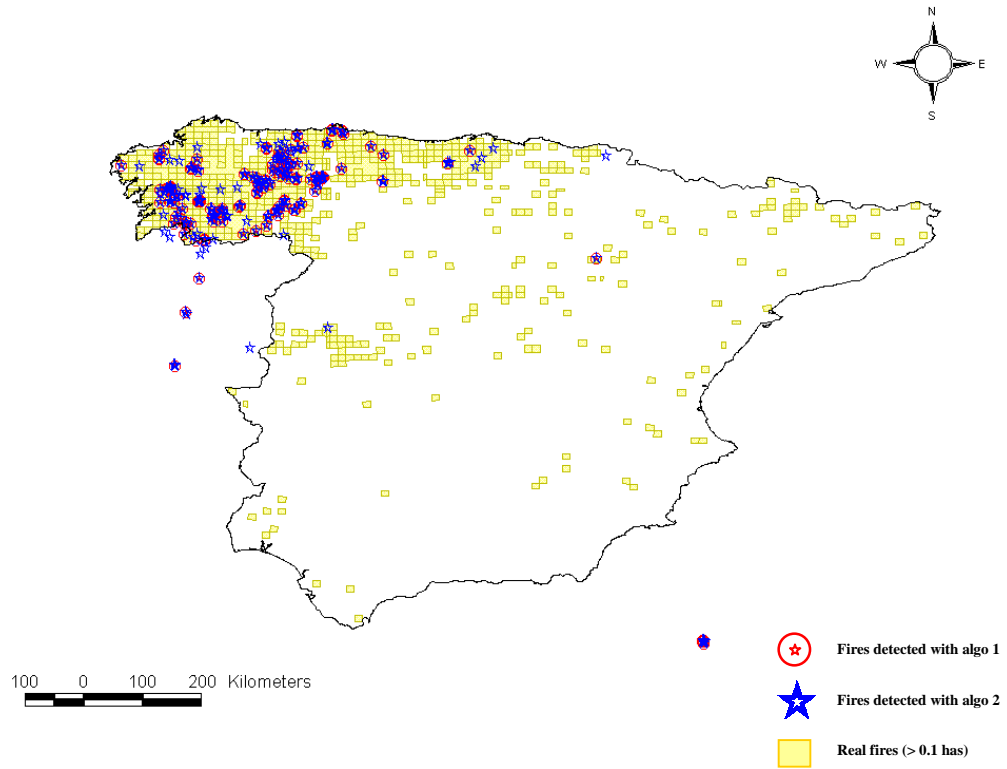 N
W E
S
Fires detected with algo 1
100 0 100 200 Kilometers
Fires detected with algo 2
Real fires (> 0.1 has)